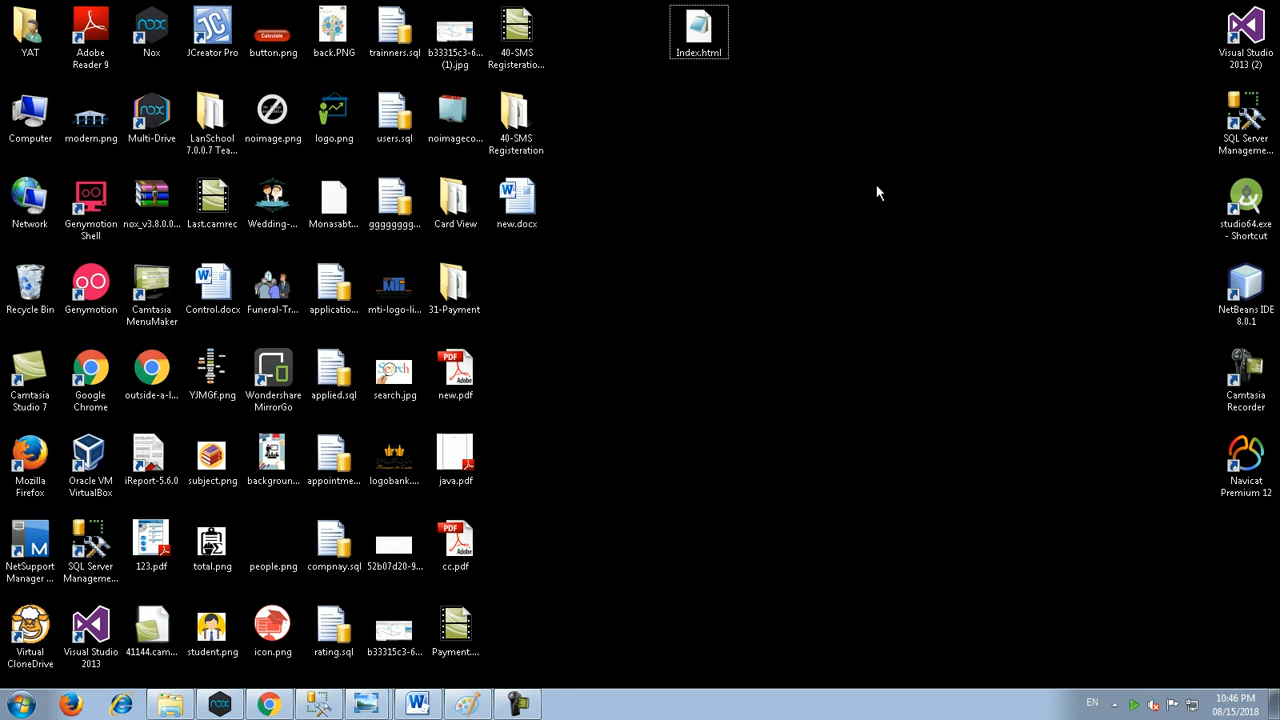 YAT
Adobe
Reader 9
Nox
JCreator Pro
button.png
back.PNG
trainners.sql
b33315c3-6...
(1).jpg
40-SMS
Registeratio...
Index.html
Visual Studio
2013 (2)
Computer
modern.png
Multi-Drive
LanSchool
7.0.0.7 Tea...
noimage.png
logo.png
users.sql
noimageco...
40-SMS
Registeration
SQL Server
Manageme...
Network
Genymotion
Shell
nox_v3.8.0.0...
Last.camrec
Wedding-...
Monasabt...
gggggggg...
Card View
new.docx
studio64.exe
- Shortcut
Recycle Bin
Genymotion
Camtasia
MenuMaker
Control.docx
Funeral-Tr...
applicatio...
mti-logo-li...
31-Payment
NetBeans IDE
8.0.1
Camtasia
Studio 7
Google
Chrome
outside-a-l...
YJMGf.png
Wondershare
MirrorGo
applied.sql
search.jpg
new.pdf
Camtasia
Recorder
Mozilla
Firefox
Oracle VM
VirtualBox
iReport-5.6.0
subject.png
backgroun...
appointme...
logobank....
java.pdf
Navicat
Premium 12
NetSupport
Manager ...
SQL Server
Manageme...
123.pdf
total.png
people.png
compnay.sql
52b07d20-9...
cc.pdf
Virtual
CloneDrive
Visual Studio
2013
41144.cam...
student.png
icon.png
rating.sql
b33315c3-6...
Payment....
EN
10:46 PM
08/15/2018